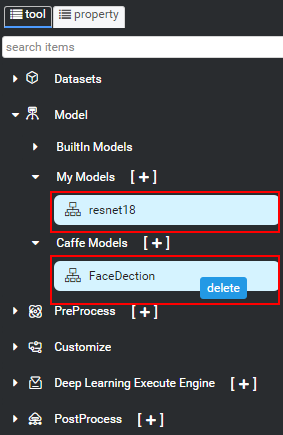 tool property
search items
Datasets
Model
BuiltIn Models
My Models [ + ]
resnet18
Caffe Models [ + ]
FaceDection
delete
PreProcess [ + ]
Customize
Deep Learning Execute Engine [ + ]
PostProcess [ + ]